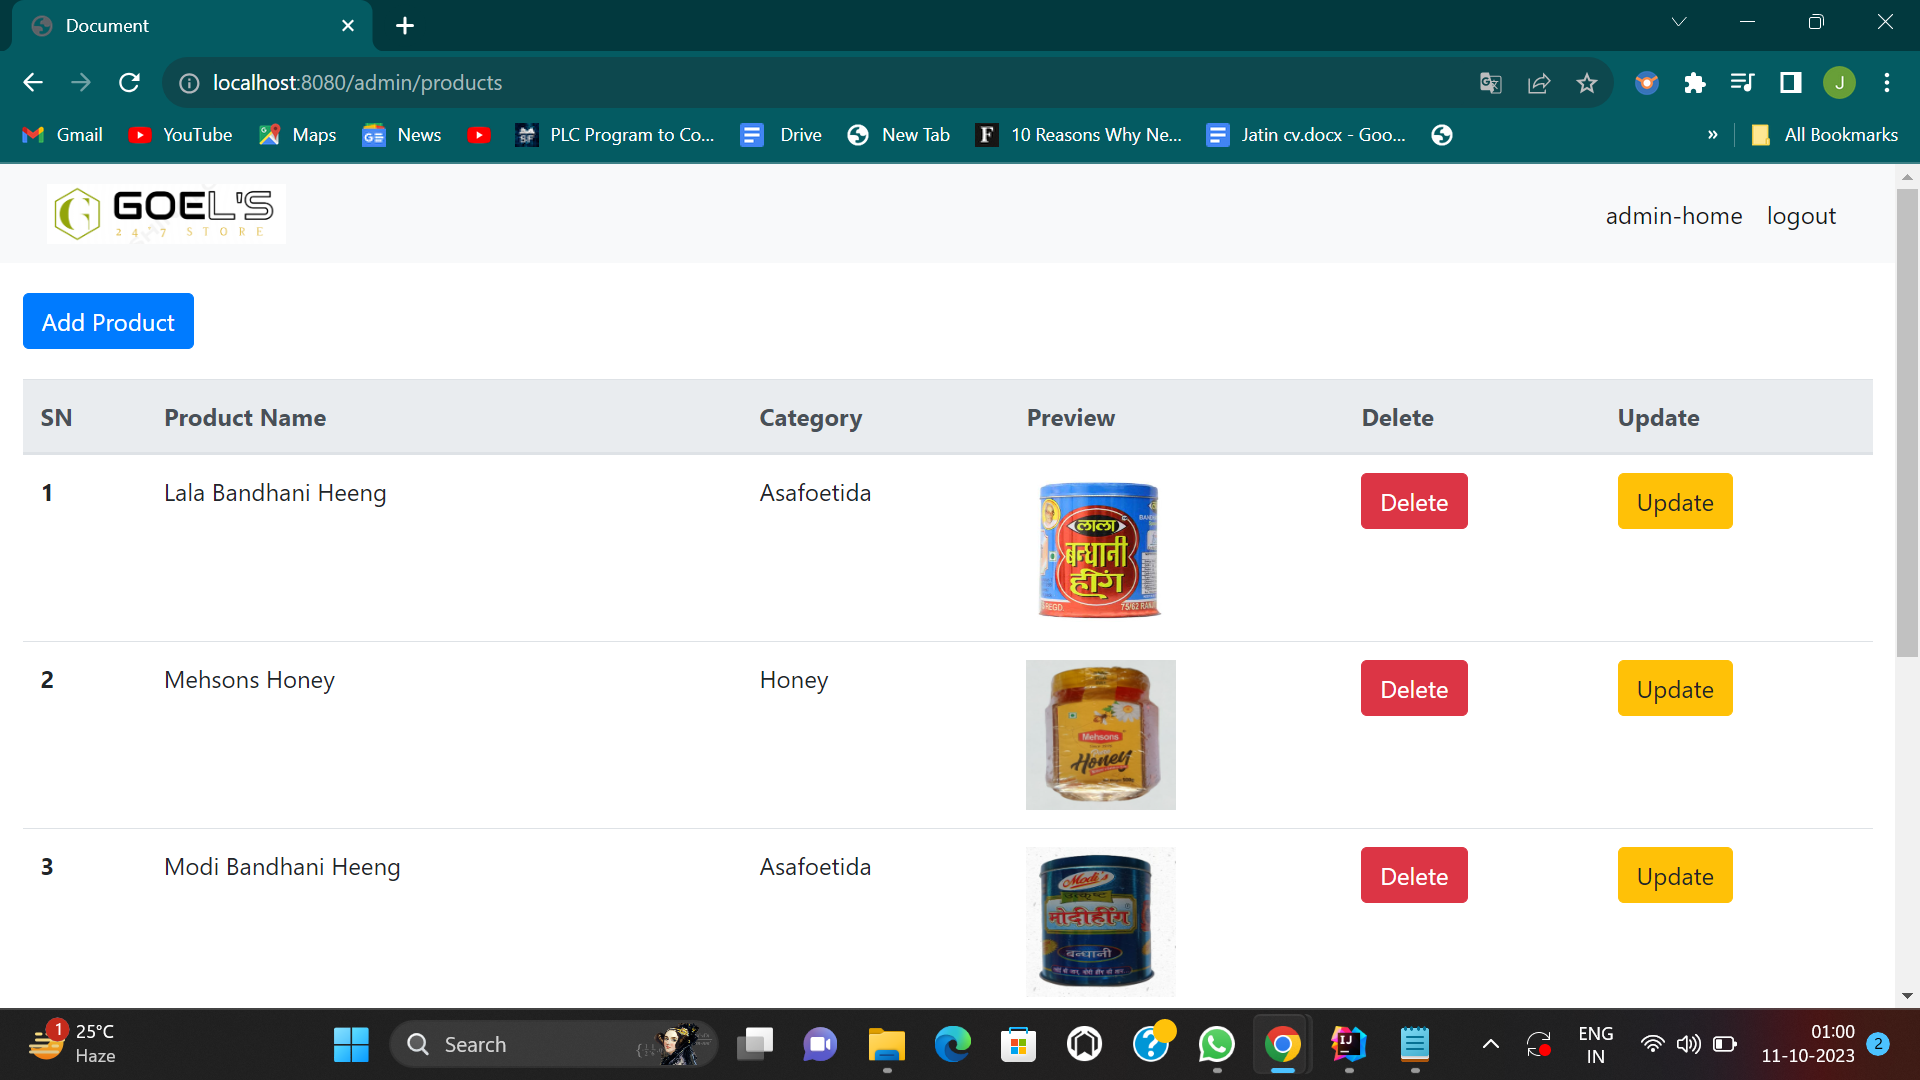 Document
localhost:8080/admin/products
Gmail YouTube Maps News PLC Program to Co... Drive New Tab 10 Reasons Why Ne... Jatin cv.docx - Goo... » All Bookmarks
GOEL'S
24*7 STORE
admin-home logout
Add Product
SN Product Name Category Preview Delete Update
1 Lala Bandhani Heeng Asafoetida Delete Update
लाला
बन्धानी
हींग
REGD.
2 Mehsons Honey Honey Delete Update
Mehsons
Honey
3 Modi Bandhani Heeng Asafoetida Delete Update
Modi's
मोदीहींग
बन्धानी
1 25°C
Haze
Search
ENG
IN
01:00
11-10-2023
2